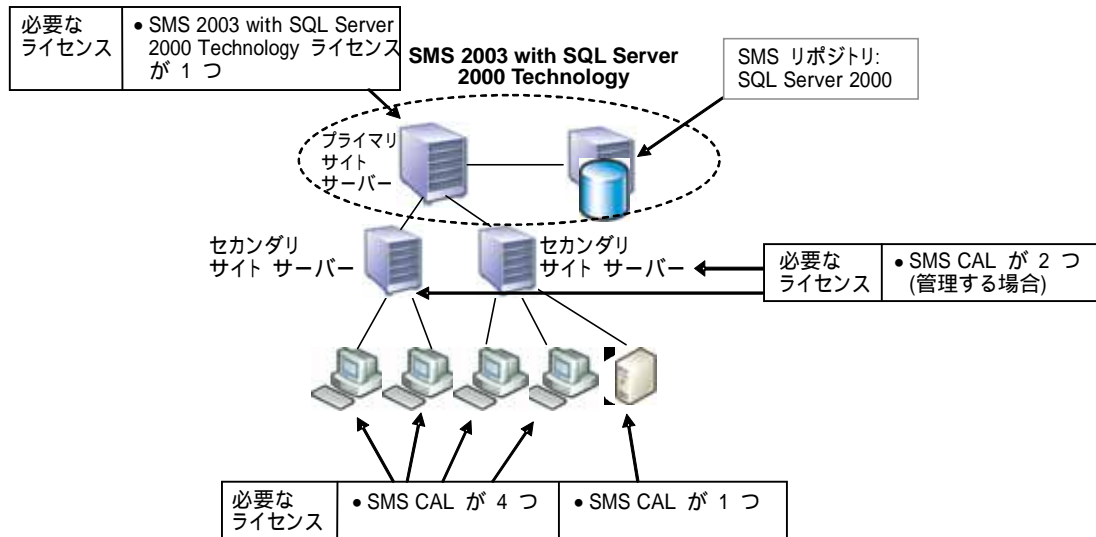 必要な
ライセンス
• SMS 2003 with SQL Server
2000 Technology ライセンス
が 1 つ
SMS 2003 with SQL Server
2000 Technology
SMS リポジトリ:
SQL Server 2000
プライマリ
サイト
サーバー
セカンダリ
サイト サーバー
セカンダリ
サイト サーバー
必要な
ライセンス
• SMS CAL が 2 つ
(管理する場合)
必要な
ライセンス
• SMS CAL が 4 つ
• SMS CAL が 1 つ